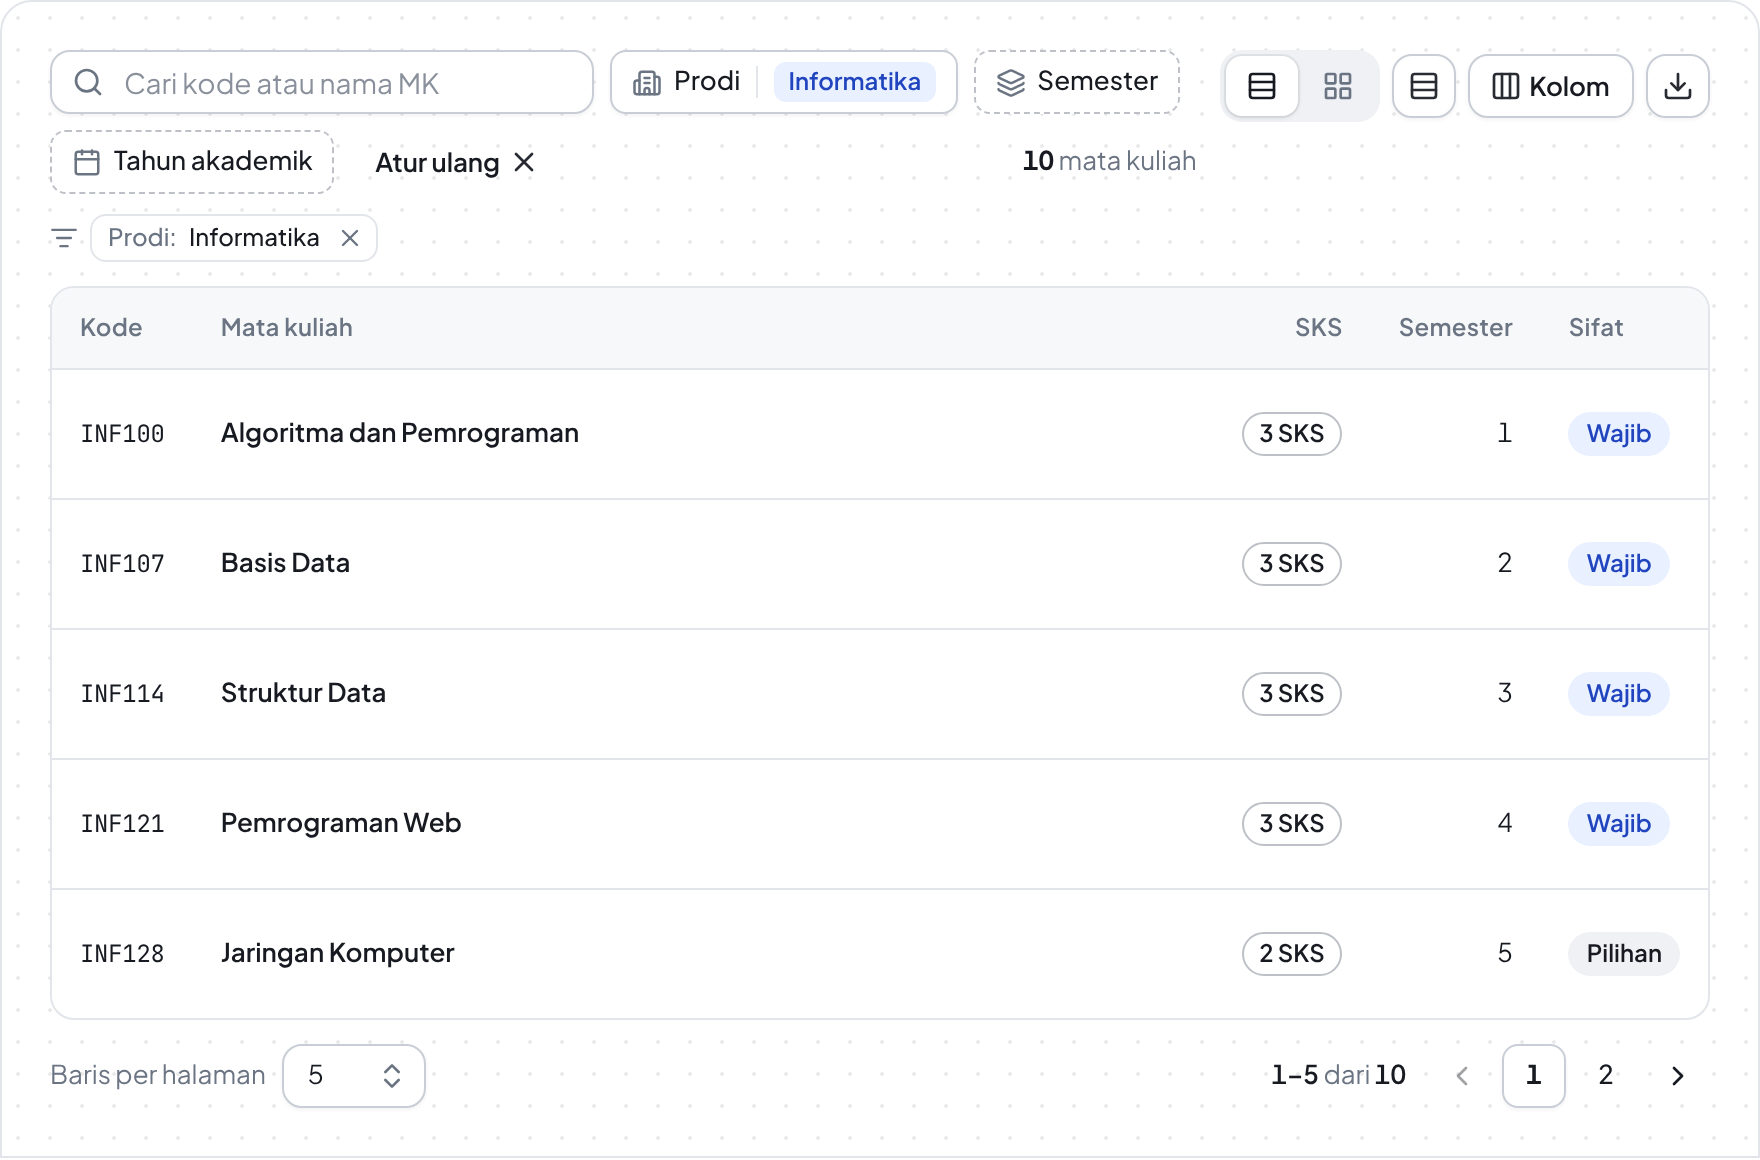 Cari kode atau nama MK
Prodi Informatika
Semester
Kolom
Tahun akademik
Atur ulang
10 mata kuliah
Prodi: Informatika
Kode Mata kuliah SKS Semester Sifat
INF100 Algoritma dan Pemrograman 3 SKS 1 Wajib
INF107 Basis Data 3 SKS 2 Wajib
INF114 Struktur Data 3 SKS 3 Wajib
INF121 Pemrograman Web 3 SKS 4 Wajib
INF128 Jaringan Komputer 2 SKS 5 Pilihan
Baris per halaman 5
1–5 dari 10
1 2